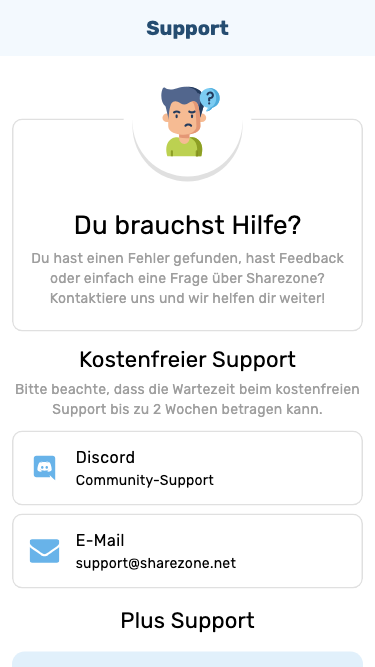 Support
?
Du brauchst Hilfe?
Du hast einen Fehler gefunden, hast Feedback
oder einfach eine Frage über Sharezone?
Kontaktiere uns und wir helfen dir weiter!
Kostenfreier Support
Bitte beachte, dass die Wartezeit beim kostenfreien
Support bis zu 2 Wochen betragen kann.
Discord
Community-Support
E-Mail
support@sharezone.net
Plus Support